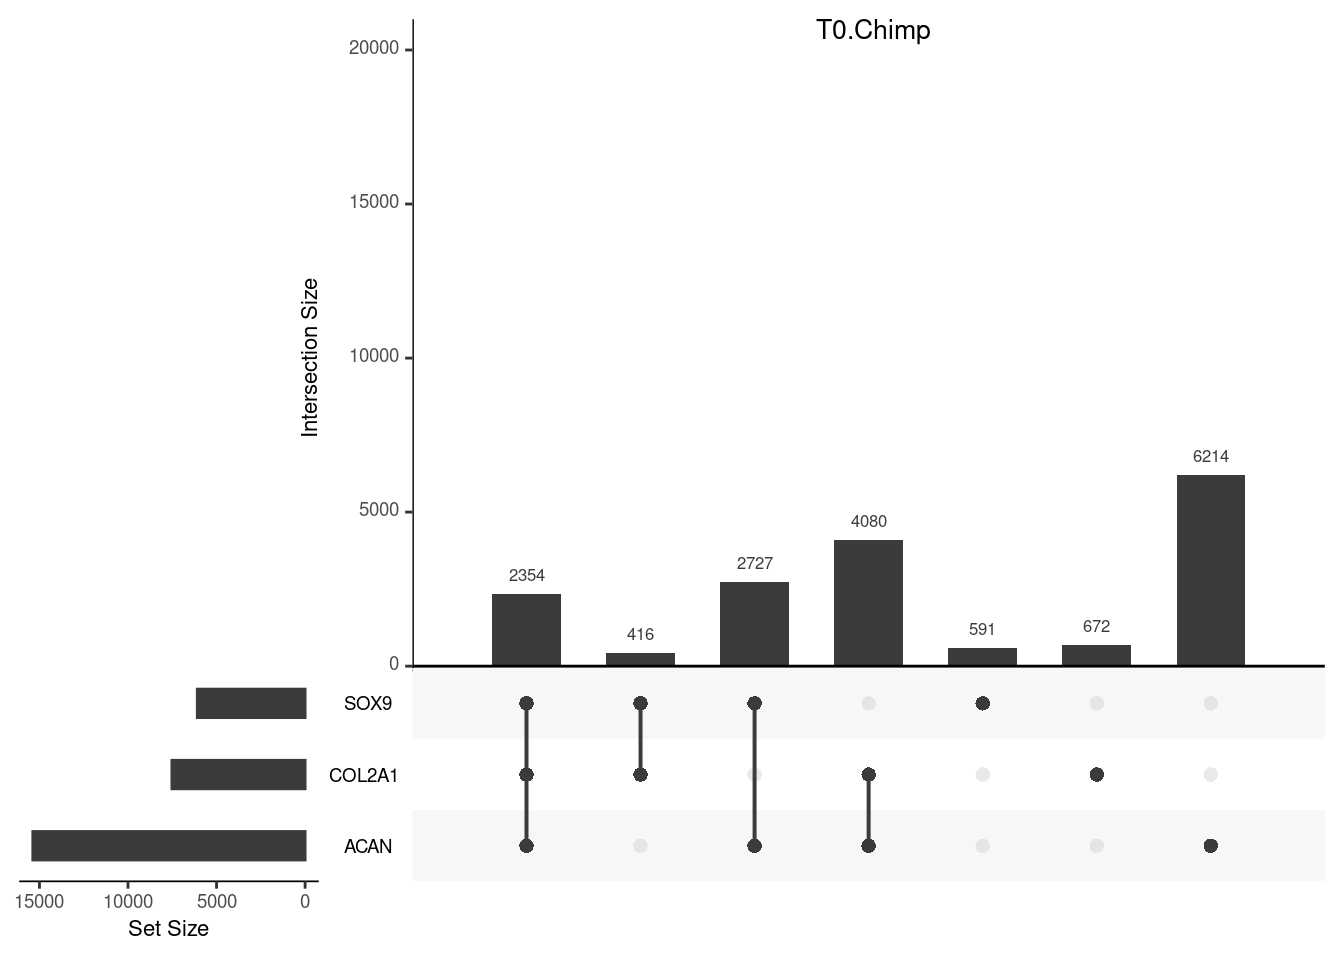 T0.Chimp
20000
15000
10000
5000
0
Intersection Size
2354
416
2727
4080
591
672
6214
SOX9
COL2A1
ACAN
15000 10000 5000 0
Set Size